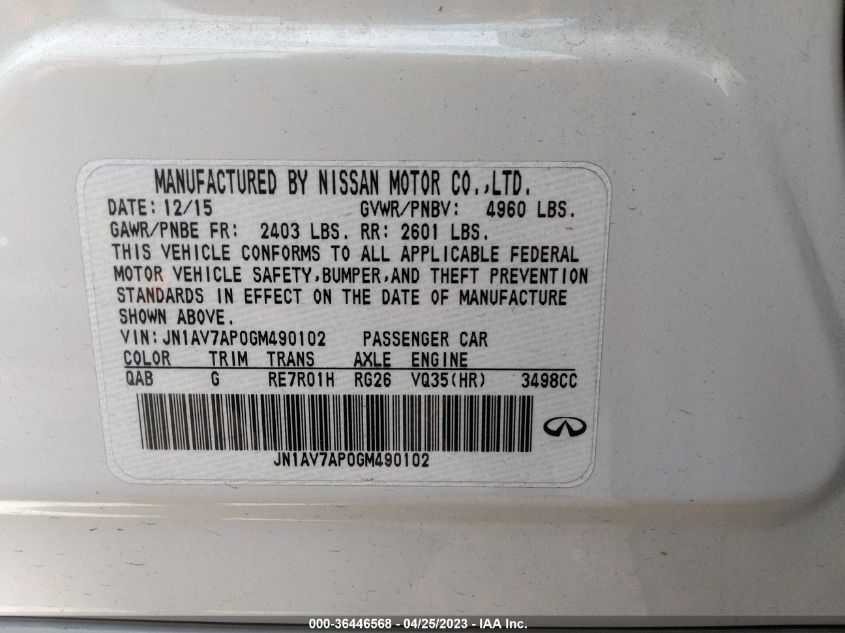 MANUFACTURED BY NISSAN MOTOR CO.,LTD.
DATE: 12/15 GVWR/PNBV: 4960 LBS.
GAWR/PNBE FR: 2403 LBS. RR: 2601 LBS.
THIS VEHICLE CONFORMS TO ALL APPLICABLE FEDERAL
MOTOR VEHICLE SAFETY,BUMPER,AND THEFT PREVENTION
STANDARDS IN EFFECT ON THE DATE OF MANUFACTURE
SHOWN ABOVE.
VIN:JN1AV7AP0GM490102 PASSENGER CAR
COLOR TRIM TRANS AXLE ENGINE
QAB G RE7R01H RG26 VQ35(HR) 3498CC
JN1AV7AP0GM490102
000-36446568 - 04/25/2023 - IAA Inc.